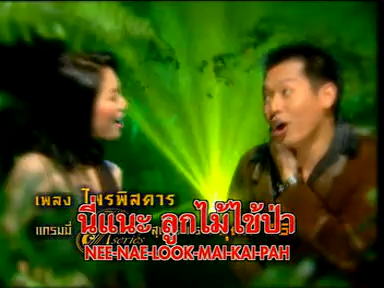 เพลง ไพรพิสดาร
แกรมมี่
series
นี่แนะ ลูกไม้ไข้ป่า
NEE-NAE-LOOK-MAI-KAI-PAH